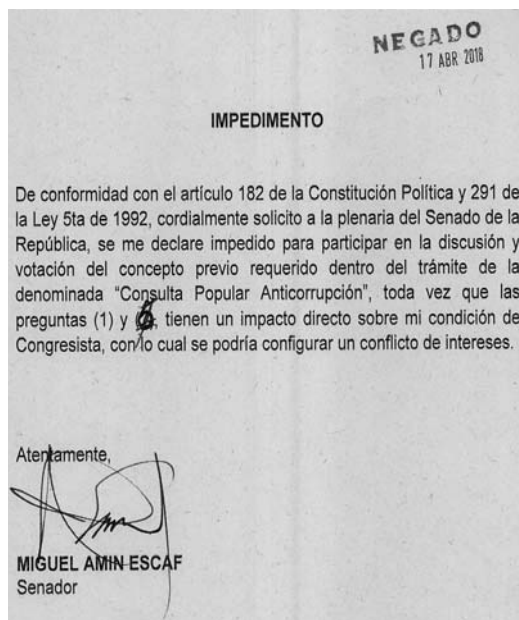 NEGADO
17 ABR 2018
IMPEDIMENTO
De conformidad con el artículo 182 de la Constitución Política y 291 de
la Ley 5ta de 1992, cordialmente solicito a la plenaria del Senado de la
República, se me declare impedido para participar en la discusión y
votación del concepto previo requerido dentro del trámite de la
denominada “Consulta Popular Anticorrupción”, toda vez que las
preguntas (1) y tienen un impacto directo sobre mi condición de
Congresista, con lo cual se podría configurar un conflicto de intereses.
Atentamente,
MIGUEL AMIN ESCAF
Senador